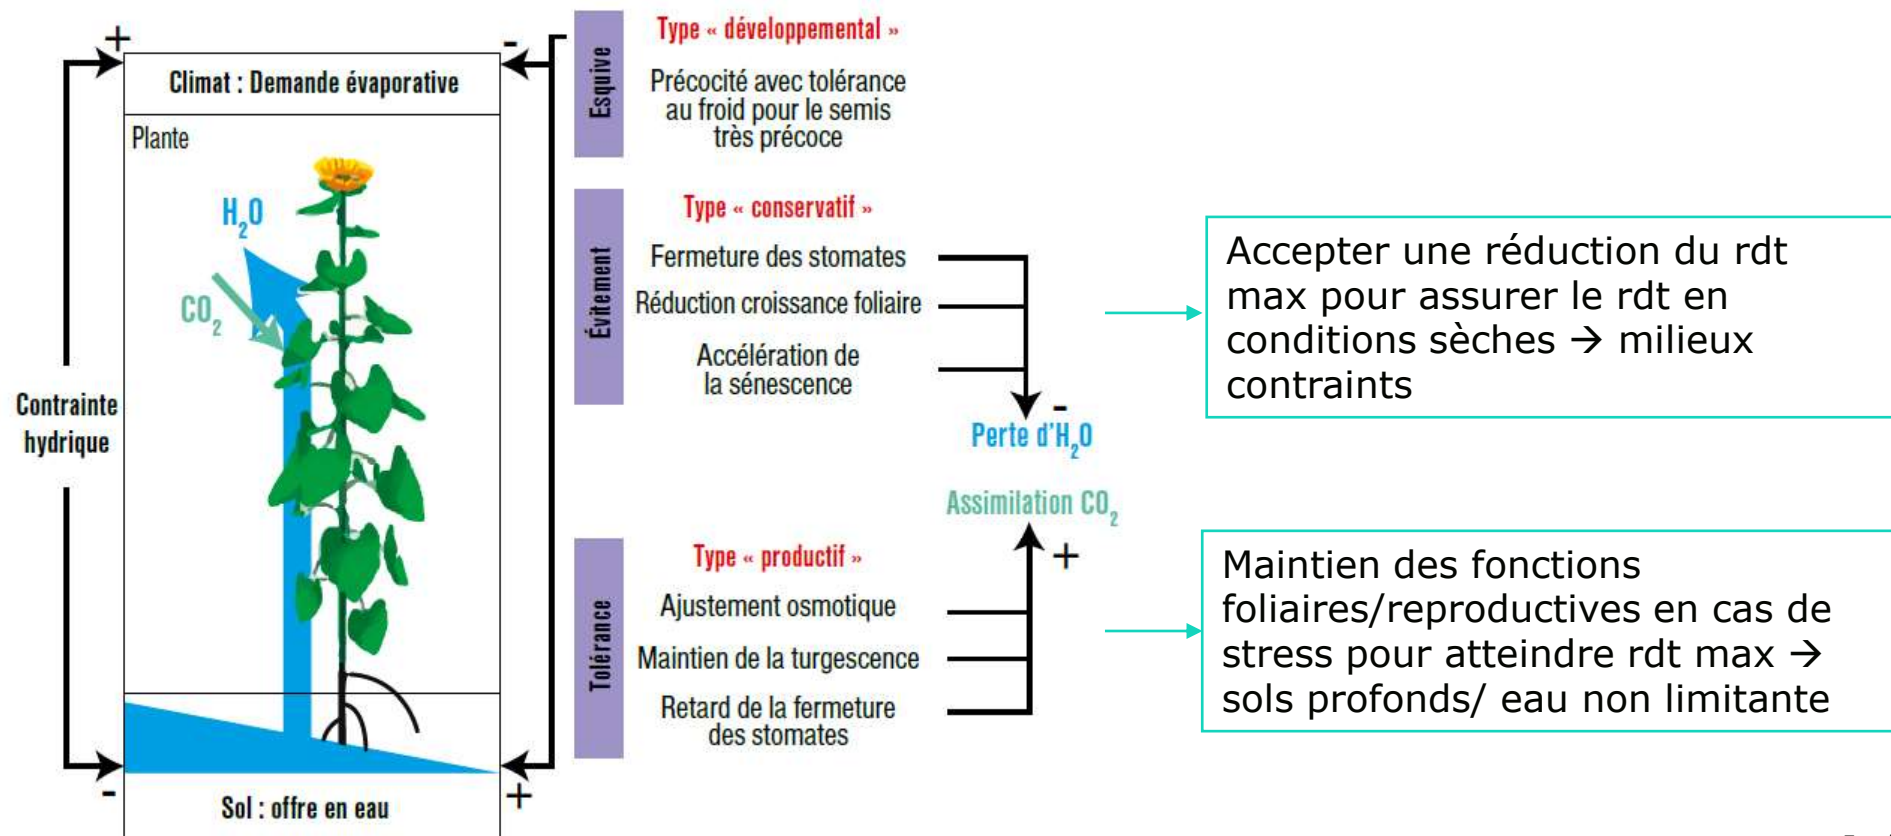 +
-
Climat : Demande évaporative
Plante
H₂O
CO₂
Contrainte
hydrique
-
+
Sol : offre en eau
Esquive
Type « développemental »
Précocité avec tolérance
au froid pour le semis
très précoce
Évitement
Type « conservatif »
Fermeture des stomates
Réduction croissance foliaire
Accélération de
la sénescence
-
Perte d'H₂O
Accepter une réduction du rdt
max pour assurer le rdt en
conditions sèches → milieux
contraints
Assimilation CO₂
+
Tolérance
Type « productif »
Ajustement osmotique
Maintien de la turgescence
Retard de la fermeture
des stomates
Maintien des fonctions
foliaires/reproductives en cas de
stress pour atteindre rdt max →
sols profonds/ eau non limitante